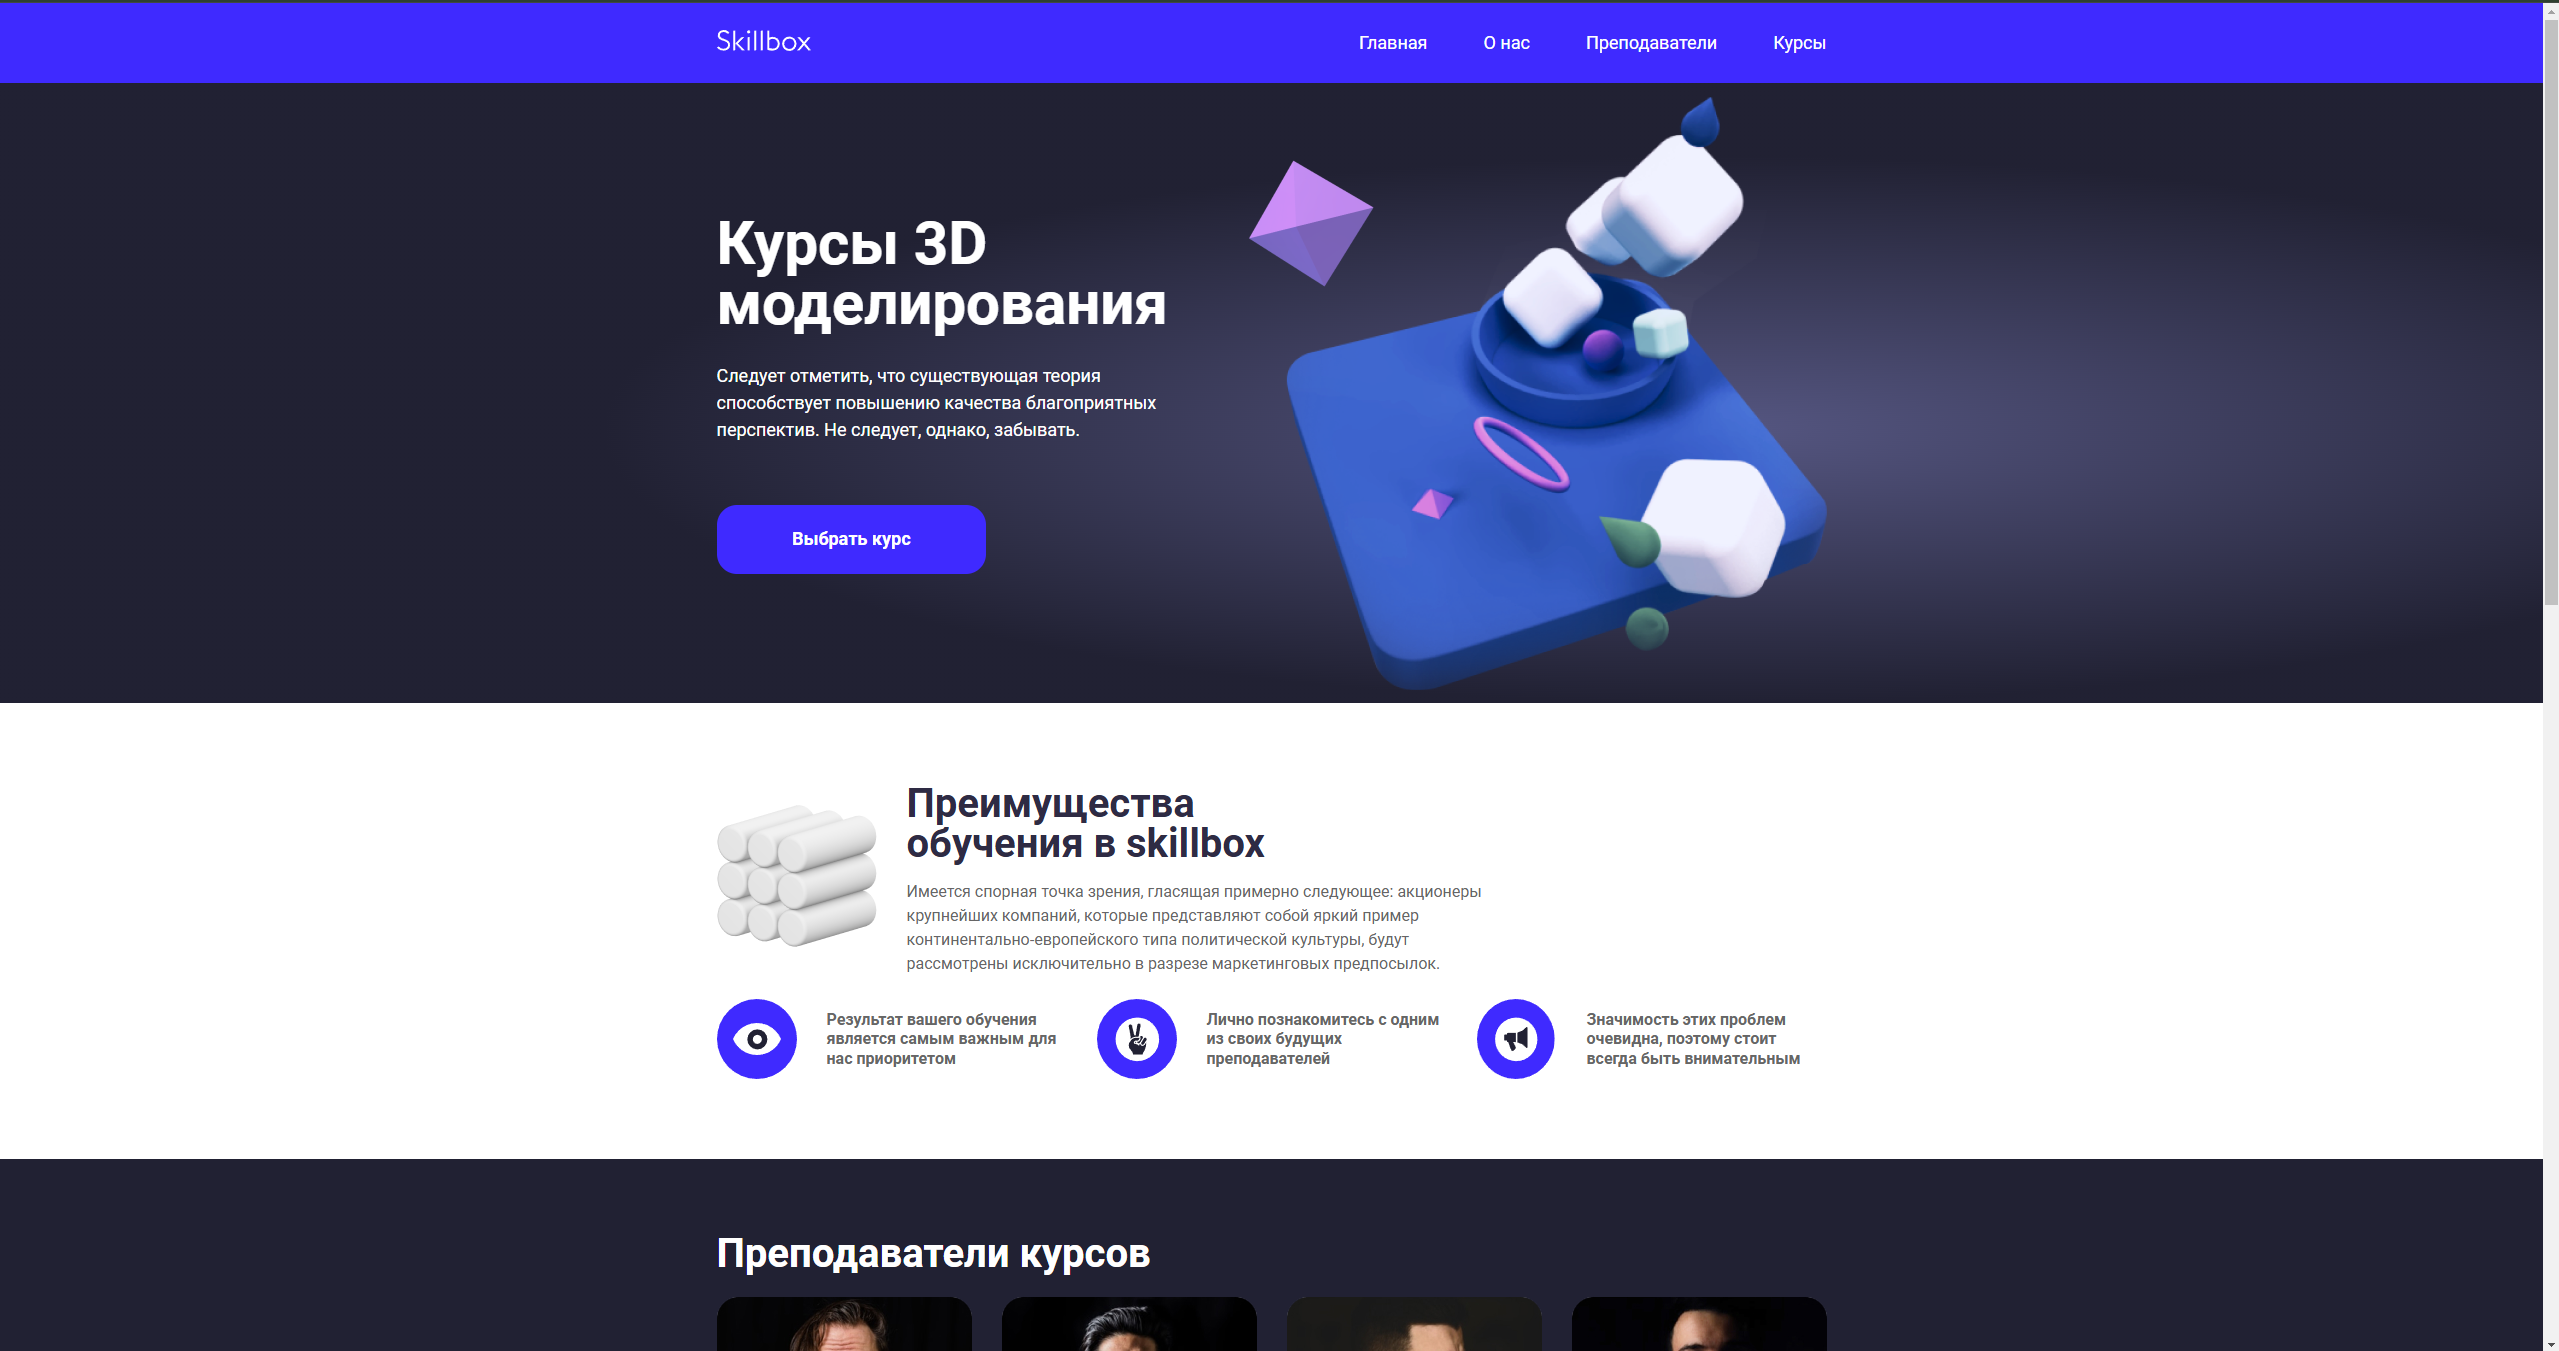 Skillbox
Главная
О нас
Преподаватели
Курсы
Курсы 3D
моделирования
Следует отметить, что существующая теория
способствует повышению качества благоприятных
перспектив. Не следует, однако, забывать.
Выбрать курс
Преимущества
обучения в skillbox
Имеется спорная точка зрения, гласящая примерно следующее: акционеры
крупнейших компаний, которые представляют собой яркий пример
континентально-европейского типа политической культуры, будут
рассмотрены исключительно в разрезе маркетинговых предпосылок.
Результат вашего обучения
является самым важным для
нас приоритетом
Лично познакомитесь с одним
из своих будущих
преподавателей
Значимость этих проблем
очевидна, поэтому стоит
всегда быть внимательным
Преподаватели курсов